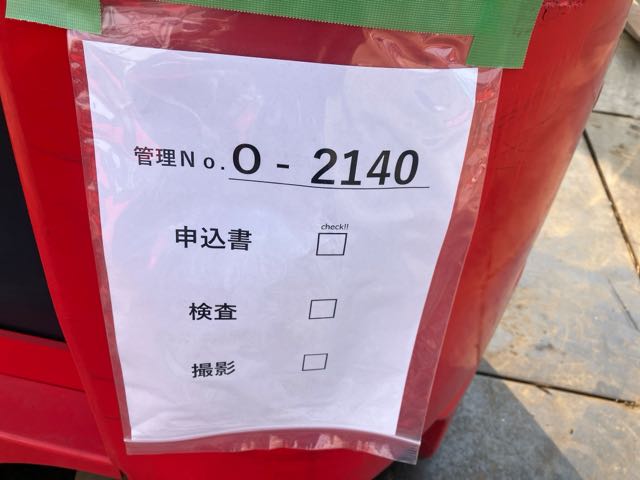 管理No. O - 2140
check!!
申込書 □
検査 □
撮影 □